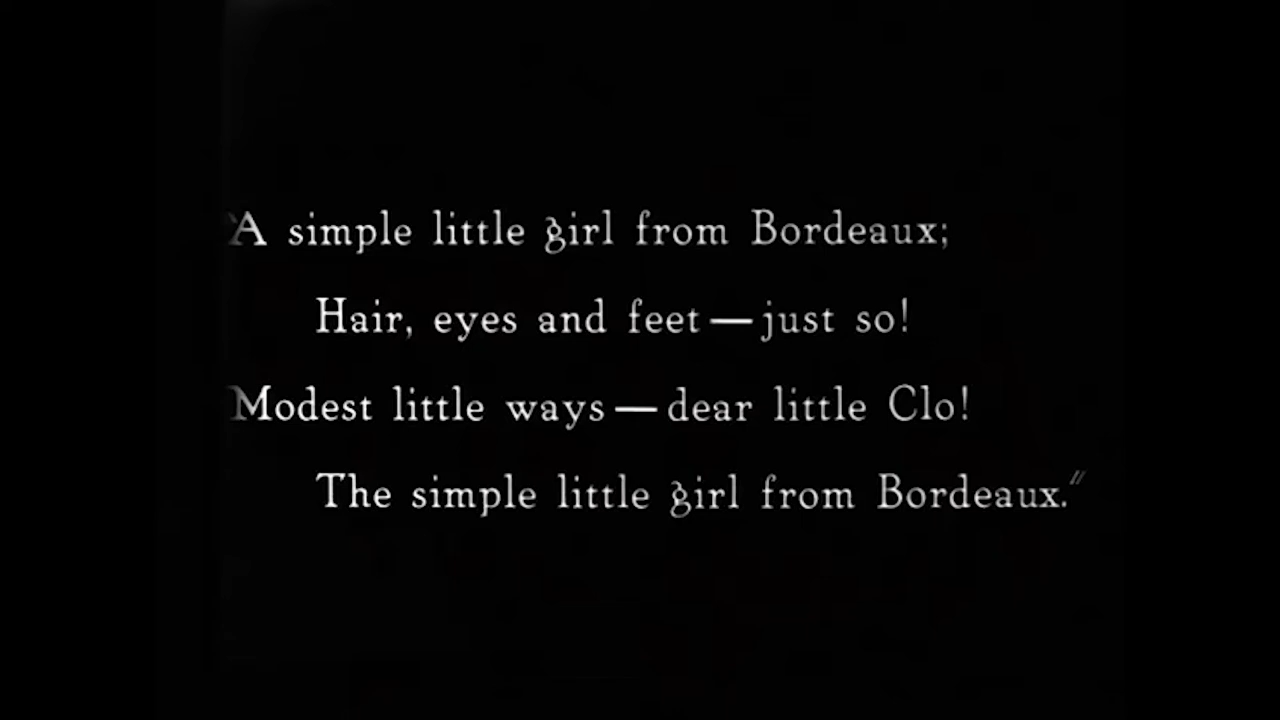 "A simple little girl from Bordeaux;
Hair, eyes and feet—just so!
Modest little ways—dear little Clo!
The simple little girl from Bordeaux."